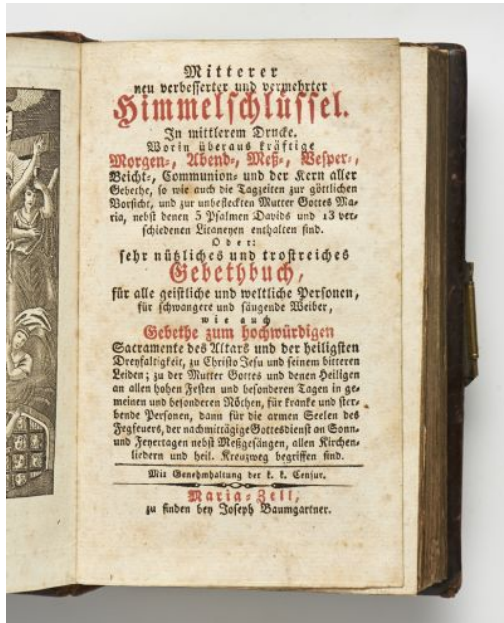 Mitterer
neu verbesserter und vermehrter
Himmelschlüssel.
In mittlerem Drucke.
Worin überaus kräftige
Morgen-, Abend-, Meß-, Vesper-,
Beicht-, Communion- und der Kern aller
Gebethe, so wie auch die Tagzeiten zur göttlichen
Vorsicht, und zur unbefleckten Mutter Gottes Ma-
ria, nebst denen 5 Psalmen Davids und 13 ver-
schiedenen Litaneyen enthalten sind.
Oder:
sehr nützliches und trostreiches
Gebethbuch,
für alle geistliche und weltliche Personen,
für schwangere und säugende Weiber,
wie auch
Gebethe zum hochwürdigen
Sacramente des Altars und der heiligsten
Dreyfaltigkeit, zu Christo Jesu und seinem bitteren
Leiden; zu der Mutter Gottes und denen Heiligen
an allen hohen Festen und besonderen Tagen in ge-
meinen und besonderen Nöthen, für kranke und ster-
bende Personen, dann für die armen Seelen des
Fegfeuers, der nachmittägige Gottesdienst an Sonn-
und Feyertagen nebst Meßgesängen, allen Kirchen-
liedern und heil. Kreuzweg begriffen sind.
Mit Genehmhaltung der k. k. Censur.
Maria-Zell,
zu finden bey Joseph Baumgartner.